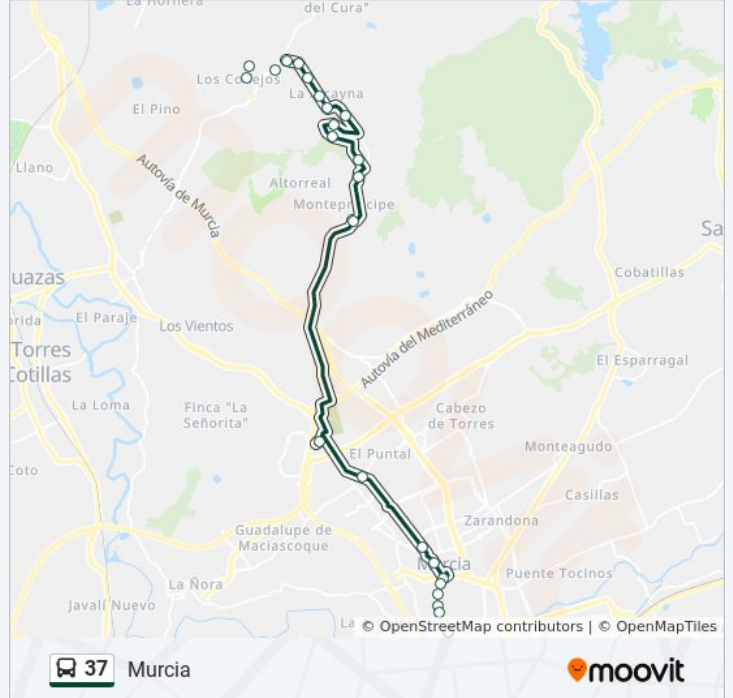 La Hornera
del Cura"
Los Conejos
La Alcayna
El Pino
Llano
Autovía de Murcia
Altorreal
Montepríncipe
Sa
uazas
Cobatillas
orida
El Paraje
Los Vientos
Autovía del Mediterráneo
Torres
Cotillas
El Esparragal
La Loma
Finca "La
Señorita"
Cabezo
de Torres
El Puntal
Monteagudo
Coto
Casillas
Zarandona
Guadalupe de
Maciascoque
Murcia
Puente Tocinos
La Ñora
Javalí Nuevo
La
© OpenStreetMap contributors | © OpenMapTiles
37 Murcia
moovit